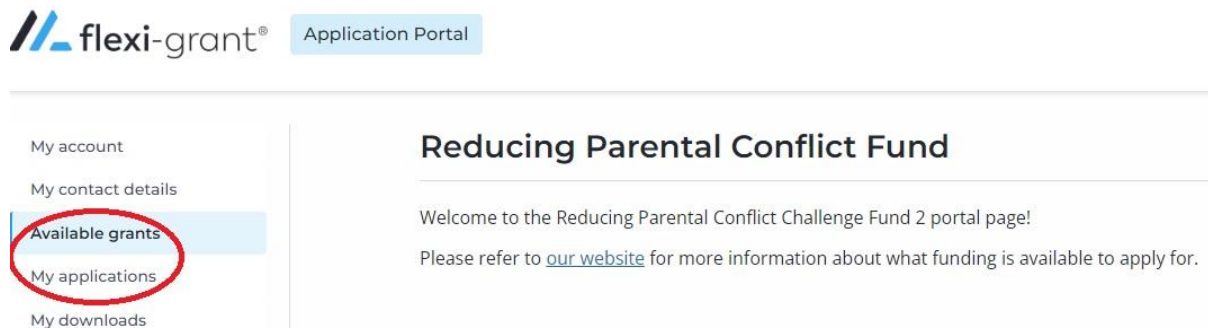 flexi-grant®
Application Portal
My account
My contact details
Available grants
My applications
My downloads
Reducing Parental Conflict Fund
Welcome to the Reducing Parental Conflict Challenge Fund 2 portal page!
Please refer to our website for more information about what funding is available to apply for.